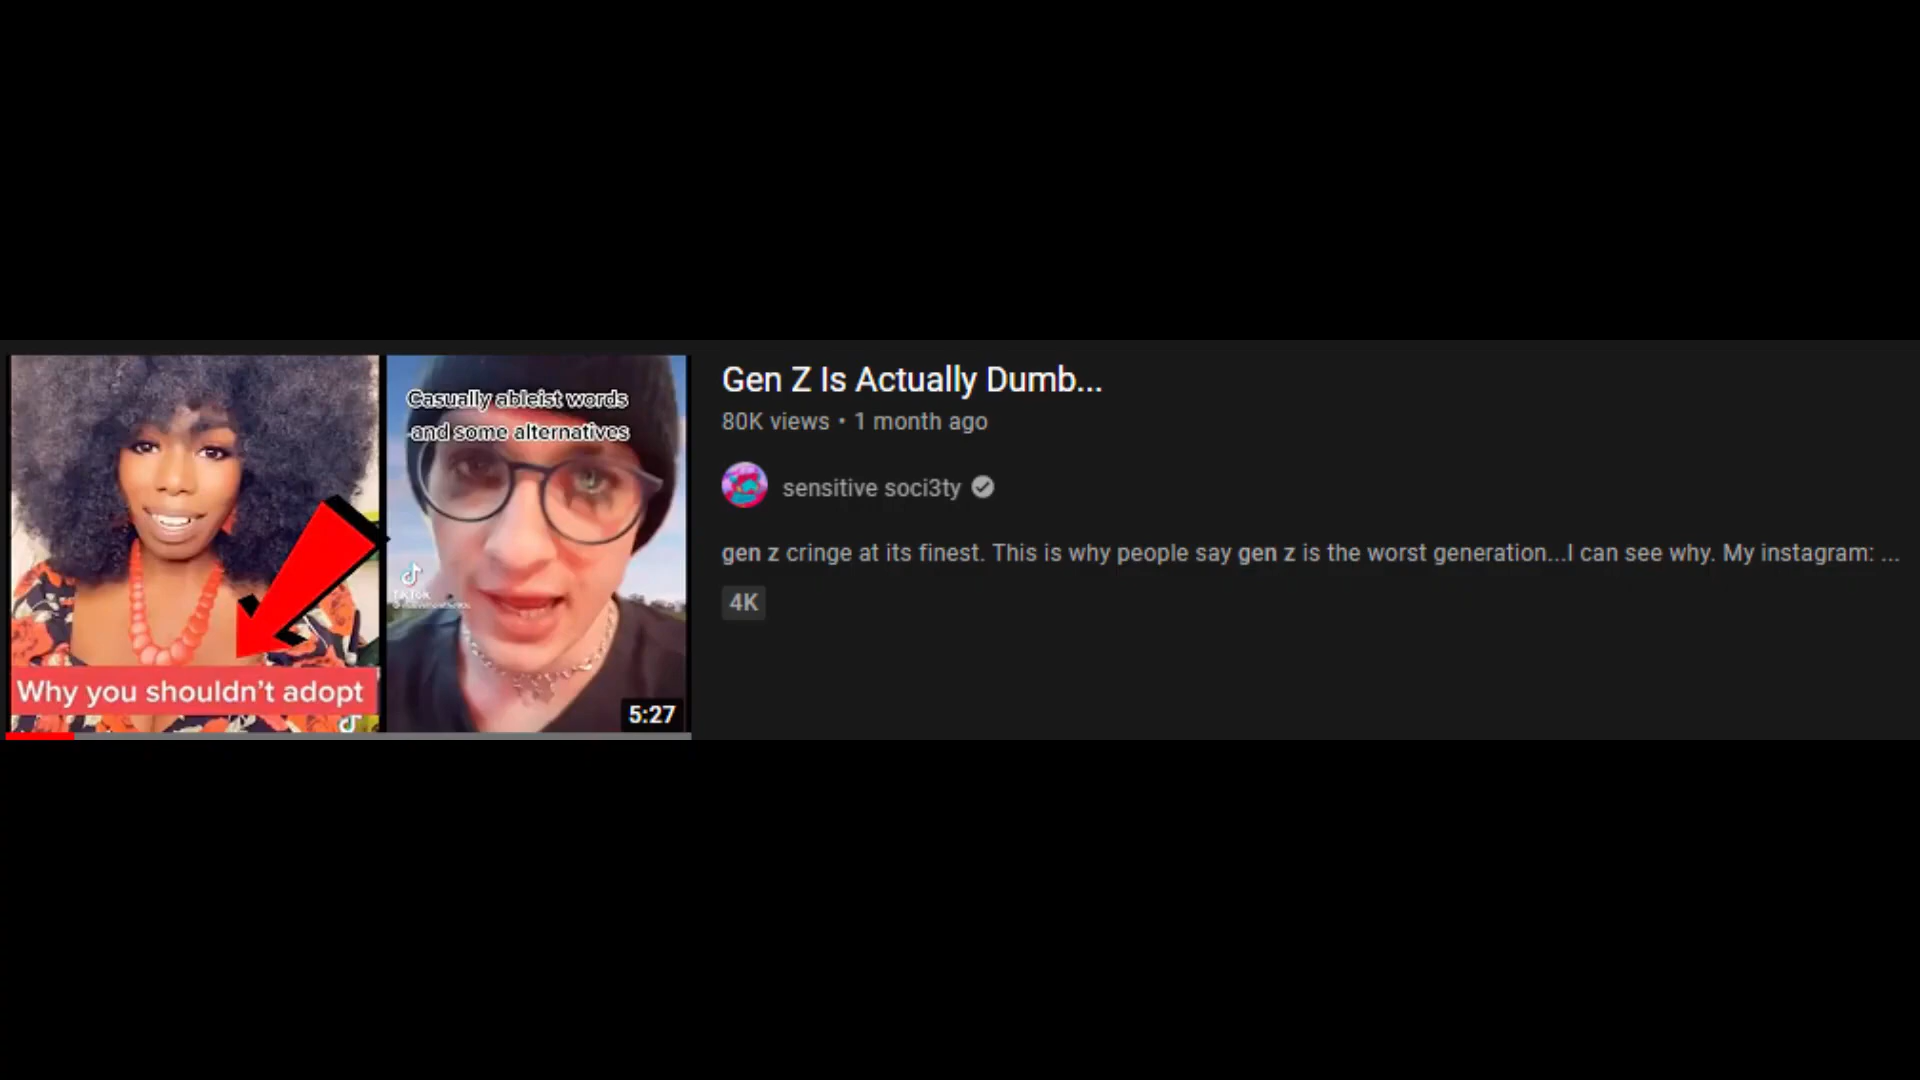 Casually ableist words
and some alternatives
TikTok
Why you shouldn't adopt
5:27
Gen Z Is Actually Dumb...
80K views • 1 month ago
sensitive soci3ty
gen z cringe at its finest. This is why people say gen z is the worst generation...I can see why. My instagram: ...
4K